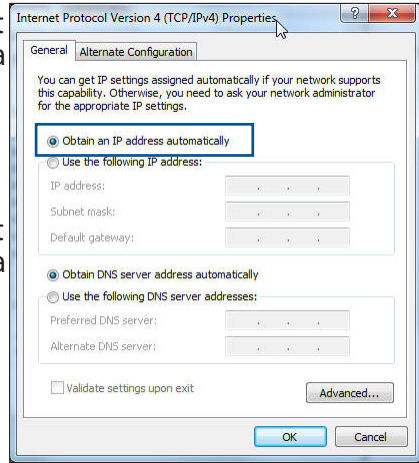 Internet Protocol Version 4 (TCP/IPv4) Properties
General
Alternate Configuration
You can get IP settings assigned automatically if your network supports
this capability. Otherwise, you need to ask your network administrator
for the appropriate IP settings.
Obtain an IP address automatically
Use the following IP address:
IP address:
Subnet mask:
Default gateway:
Obtain DNS server address automatically
Use the following DNS server addresses:
Preferred DNS server:
Alternate DNS server:
Validate settings upon exit
Advanced...
OK
Cancel